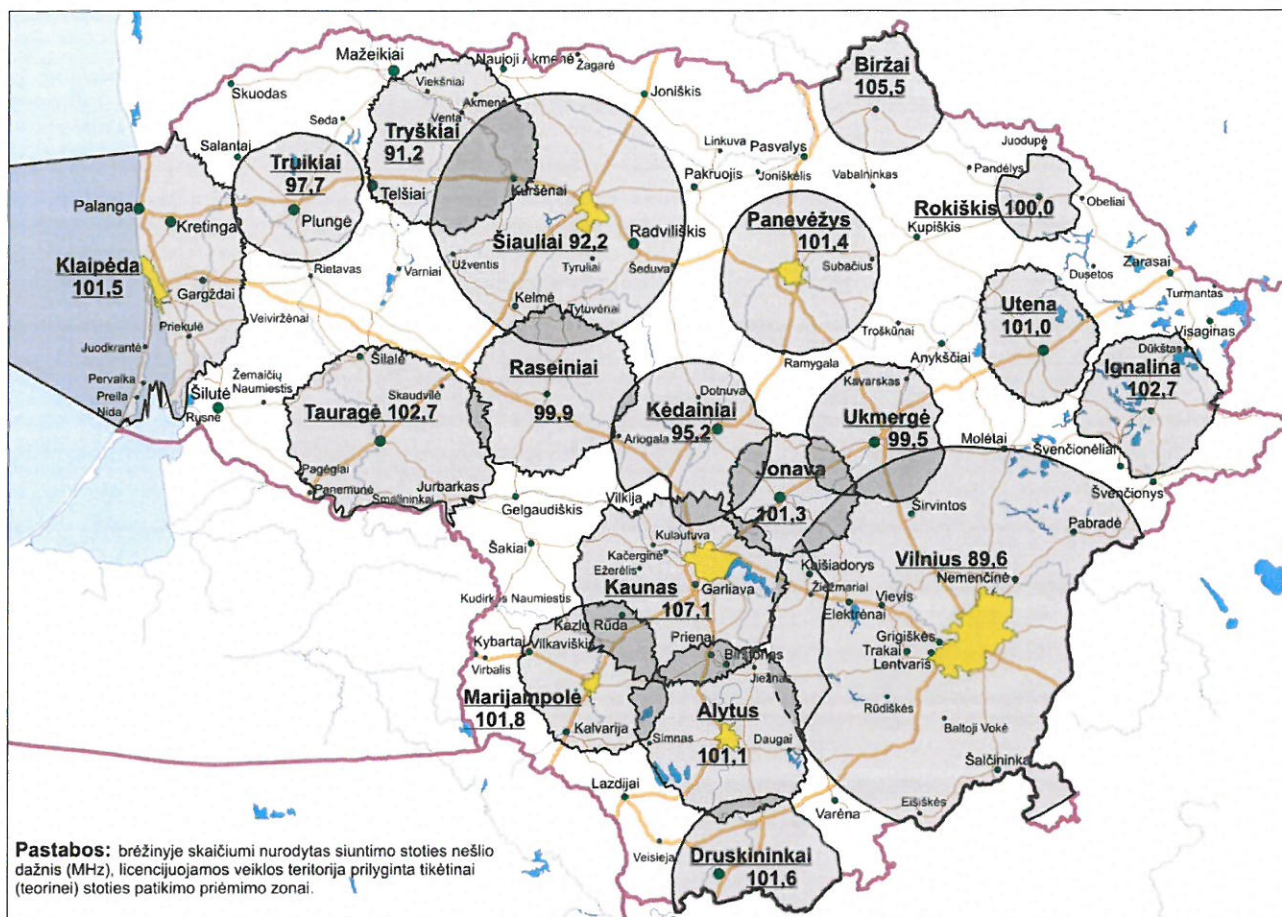 Mažeikiai
Naujoji Akmenė
Žagarė
Biržai
105,5
Skuodas
Viekšniai
Akmenė
Joniškis
Seda
Venta
Tryškiai
91,2
Linkuva
Pasvalys
Juodupė
Salantai
Truikiai
97,7
Telšiai
Kuršėnai
Pakruojis
Joniškėlis
Vabalninkas
Pandėlys
Palanga
Plungė
Rokiškis 100,0
Obeliai
Kretinga
Šiauliai 92,2
Radviliškis
Panevėžys
101,4
Kupiškis
Klaipėda
101,5
Rietavas
Varniai
Užventis
Tyruliai
Šeduva
Subačius
Dusetos
Zarasai
Gargždai
Turmantas
Priekulė
Veiviržėnai
Kelmė
Tytuvėnai
Utena
101,0
Visaginas
Juodkrantė
Troškūnai
Anykščiai
Dūkštas
Šilalė
Raseiniai
Ramygala
Ignalina
102,7
Pervalka
Preila
Nida
Šilutė
Rusnė
Žemaičių
Naumiestis
Skaudvilė
Tauragė 102,7
99,9
Dotnuva
Kavarskas
Kėdainiai
95,2
Ukmergė
99,5
Ariogala
Molėtai
Švenčionėliai
Pagėgiai
Panemunė
Smalininkai
Jurbarkas
Jonava
101,3
Švenčionys
Gelgaudiškis
Vilkija
Širvintos
Pabradė
Šakiai
Kulautuva
Kačerginė
Ežerėlis
Vilnius 89,6
Nemenčinė
Kaunas
107,1
Garliava
Kaišiadorys
Žiežmariai
Vievis
Elektrėnai
Kudirkos Naumiestis
Kazlų Rūda
Grigiškės
Trakai
Lentvaris
Kybartai
Vilkaviškis
Virbalis
Prienai
Birštonas
Jieznas
Marijampolė
101,8
Alytus
101,1
Rūdiškės
Baltoji Vokė
Kalvarija
Simnas
Daugai
Šalčininka
Lazdijai
Varėna
Eišiškės
Veisiejai
Druskininkai
101,6
Pastabos: brėžinyje skaičiumi nurodytas siuntimo stoties nešlio
dažnis (MHz), licencijuojamos veiklos teritorija prilyginta tikėtinai
(teorinei) stoties patikimo priėmimo zonai.